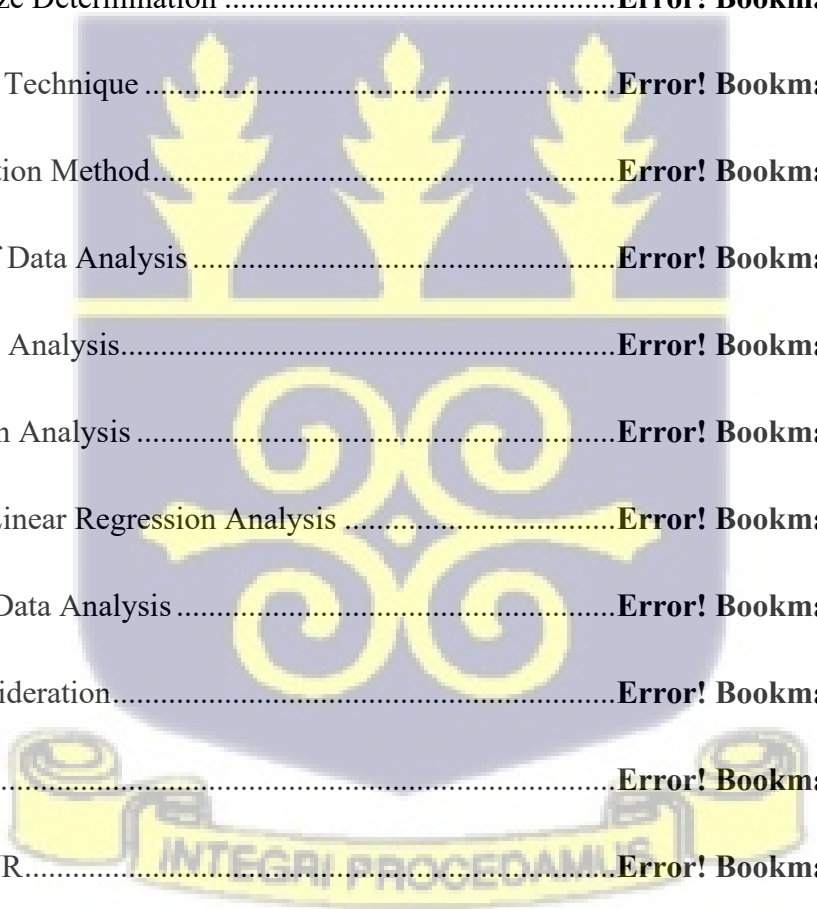 ze Determination ..................................................Error! Bookma
Technique ............................................................Error! Bookma
tion Method...............................................................Error! Bookma
f Data Analysis.....................................................Error! Bookma
Analysis..............................................................Error! Bookma
n Analysis ............................................................Error! Bookma
Linear Regression Analysis ..................................Error! Bookma
Data Analysis.......................................................Error! Bookma
ideration...............................................................Error! Bookma
.............................................................................Error! Bookma
R..........................................................................Error! Bookma
INTEGRI PROCEDAMUS